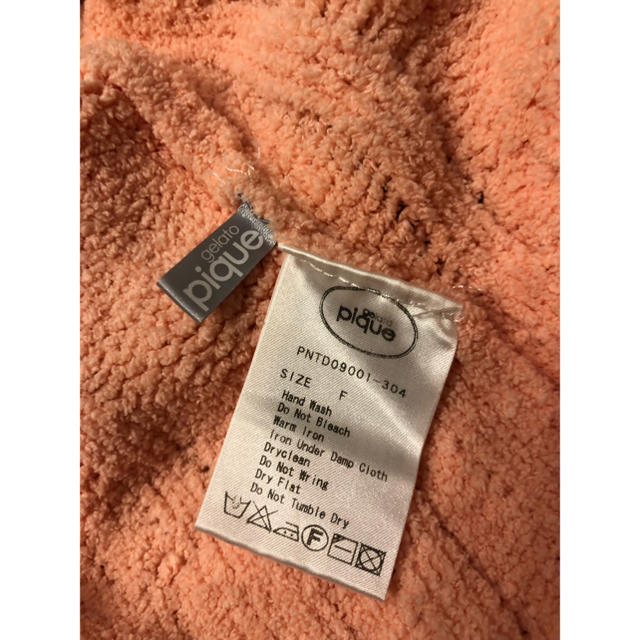 gelato
pique
gelato
pique
PNTD09001-304
SIZE F
Hand Wash
Do Not Bleach
Warm Iron
Iron Under Damp Cloth
Dryclean
Do Not Wring
Dry Flat
Do Not Tumble Dry
F